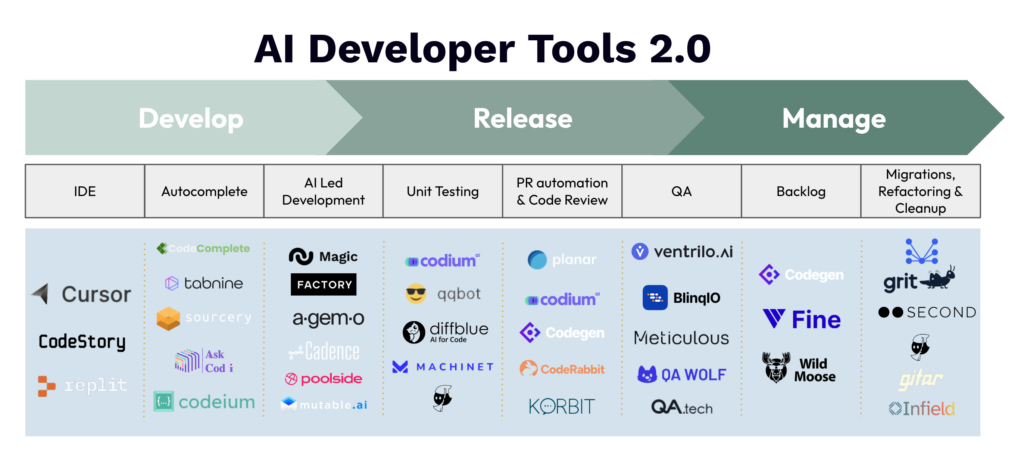 AI Developer Tools 2.0
Develop
Release
Manage
IDE
Autocomplete
AI Led
Development
Unit Testing
PR automation
& Code Review
QA
Backlog
Migrations,
Refactoring &
Cleanup
Cursor
CodeStory
replit
CodeComplete
tabnine
sourcery
Ask
Cod i
codeium
Magic
FACTORY
a•gem•o
Cadence
poolside
mutable.ai
codium
qqbot
diffblue
AI for Code
MACHINET
planar
codium
Codegen
CodeRabbit
KORBIT
ventrilo.ai
BlinqIO
Meticulous
QA WOLF
QA.tech
Codegen
Fine
Wild
Moose
grit
SECOND
gitar
Infield